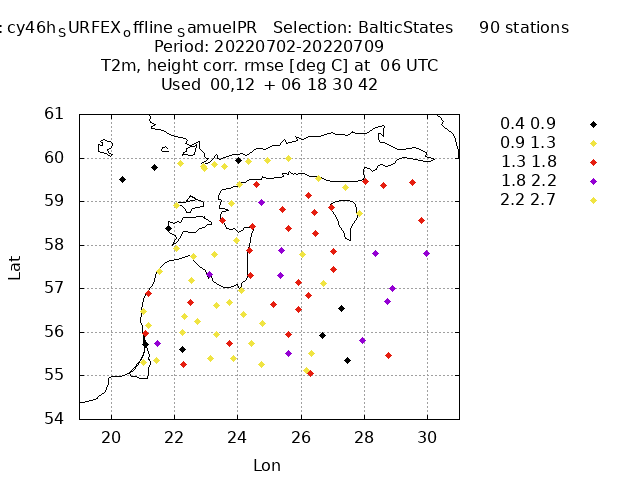 : cy46h_SURFEX_offline_SamuelPR Selection: BalticStates 90 stations
Period: 20220702-20220709
T2m, height corr. rmse [deg C] at 06 UTC
Used 00,12 + 06 18 30 42
0.4 0.9
0.9 1.3
1.3 1.8
1.8 2.2
2.2 2.7
61
60
59
58
57
56
55
54
Lat
20 22 24 26 28 30
Lon